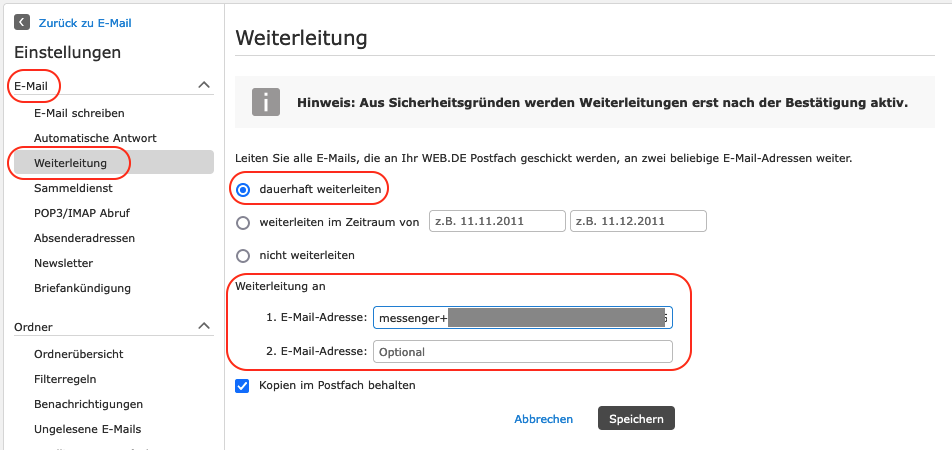 Zurück zu E-Mail
Einstellungen
E-Mail
E-Mail schreiben
Automatische Antwort
Weiterleitung
Sammeldienst
POP3/IMAP Abruf
Absenderadressen
Newsletter
Briefankündigung
Ordner
Ordnerübersicht
Filterregeln
Benachrichtigungen
Ungelesene E-Mails
Weiterleitung
Hinweis: Aus Sicherheitsgründen werden Weiterleitungen erst nach der Bestätigung aktiv.
Leiten Sie alle E-Mails, die an Ihr WEB.DE Postfach geschickt werden, an zwei beliebige E-Mail-Adressen weiter.
dauerhaft weiterleiten
weiterleiten im Zeitraum von z.B. 11.11.2011 z.B. 11.12.2011
nicht weiterleiten
Weiterleitung an
1. E-Mail-Adresse: messenger+
2. E-Mail-Adresse: Optional
Kopien im Postfach behalten
Abbrechen Speichern